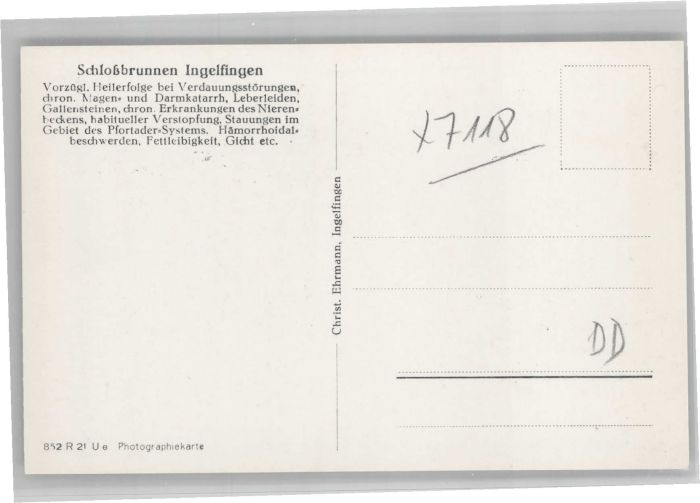 Schloßbrunnen Ingelfingen
Vorzügl. Heilerfolge bei Verdauungsstörungen,
chron. Magen- und Darmkatarrh, Leberleiden,
Gallensteinen, chron. Erkrankungen des Nieren-
beckens, habitueller Verstopfung, Stauungen im
Gebiet des Pfortader-Systems. Hämorrhoidal-
beschwerden, Fettleibigkeit, Gicht etc.
Christ. Ehrmann, Ingelfingen
x7118
DD
852 R 21 U e Photographiekarte